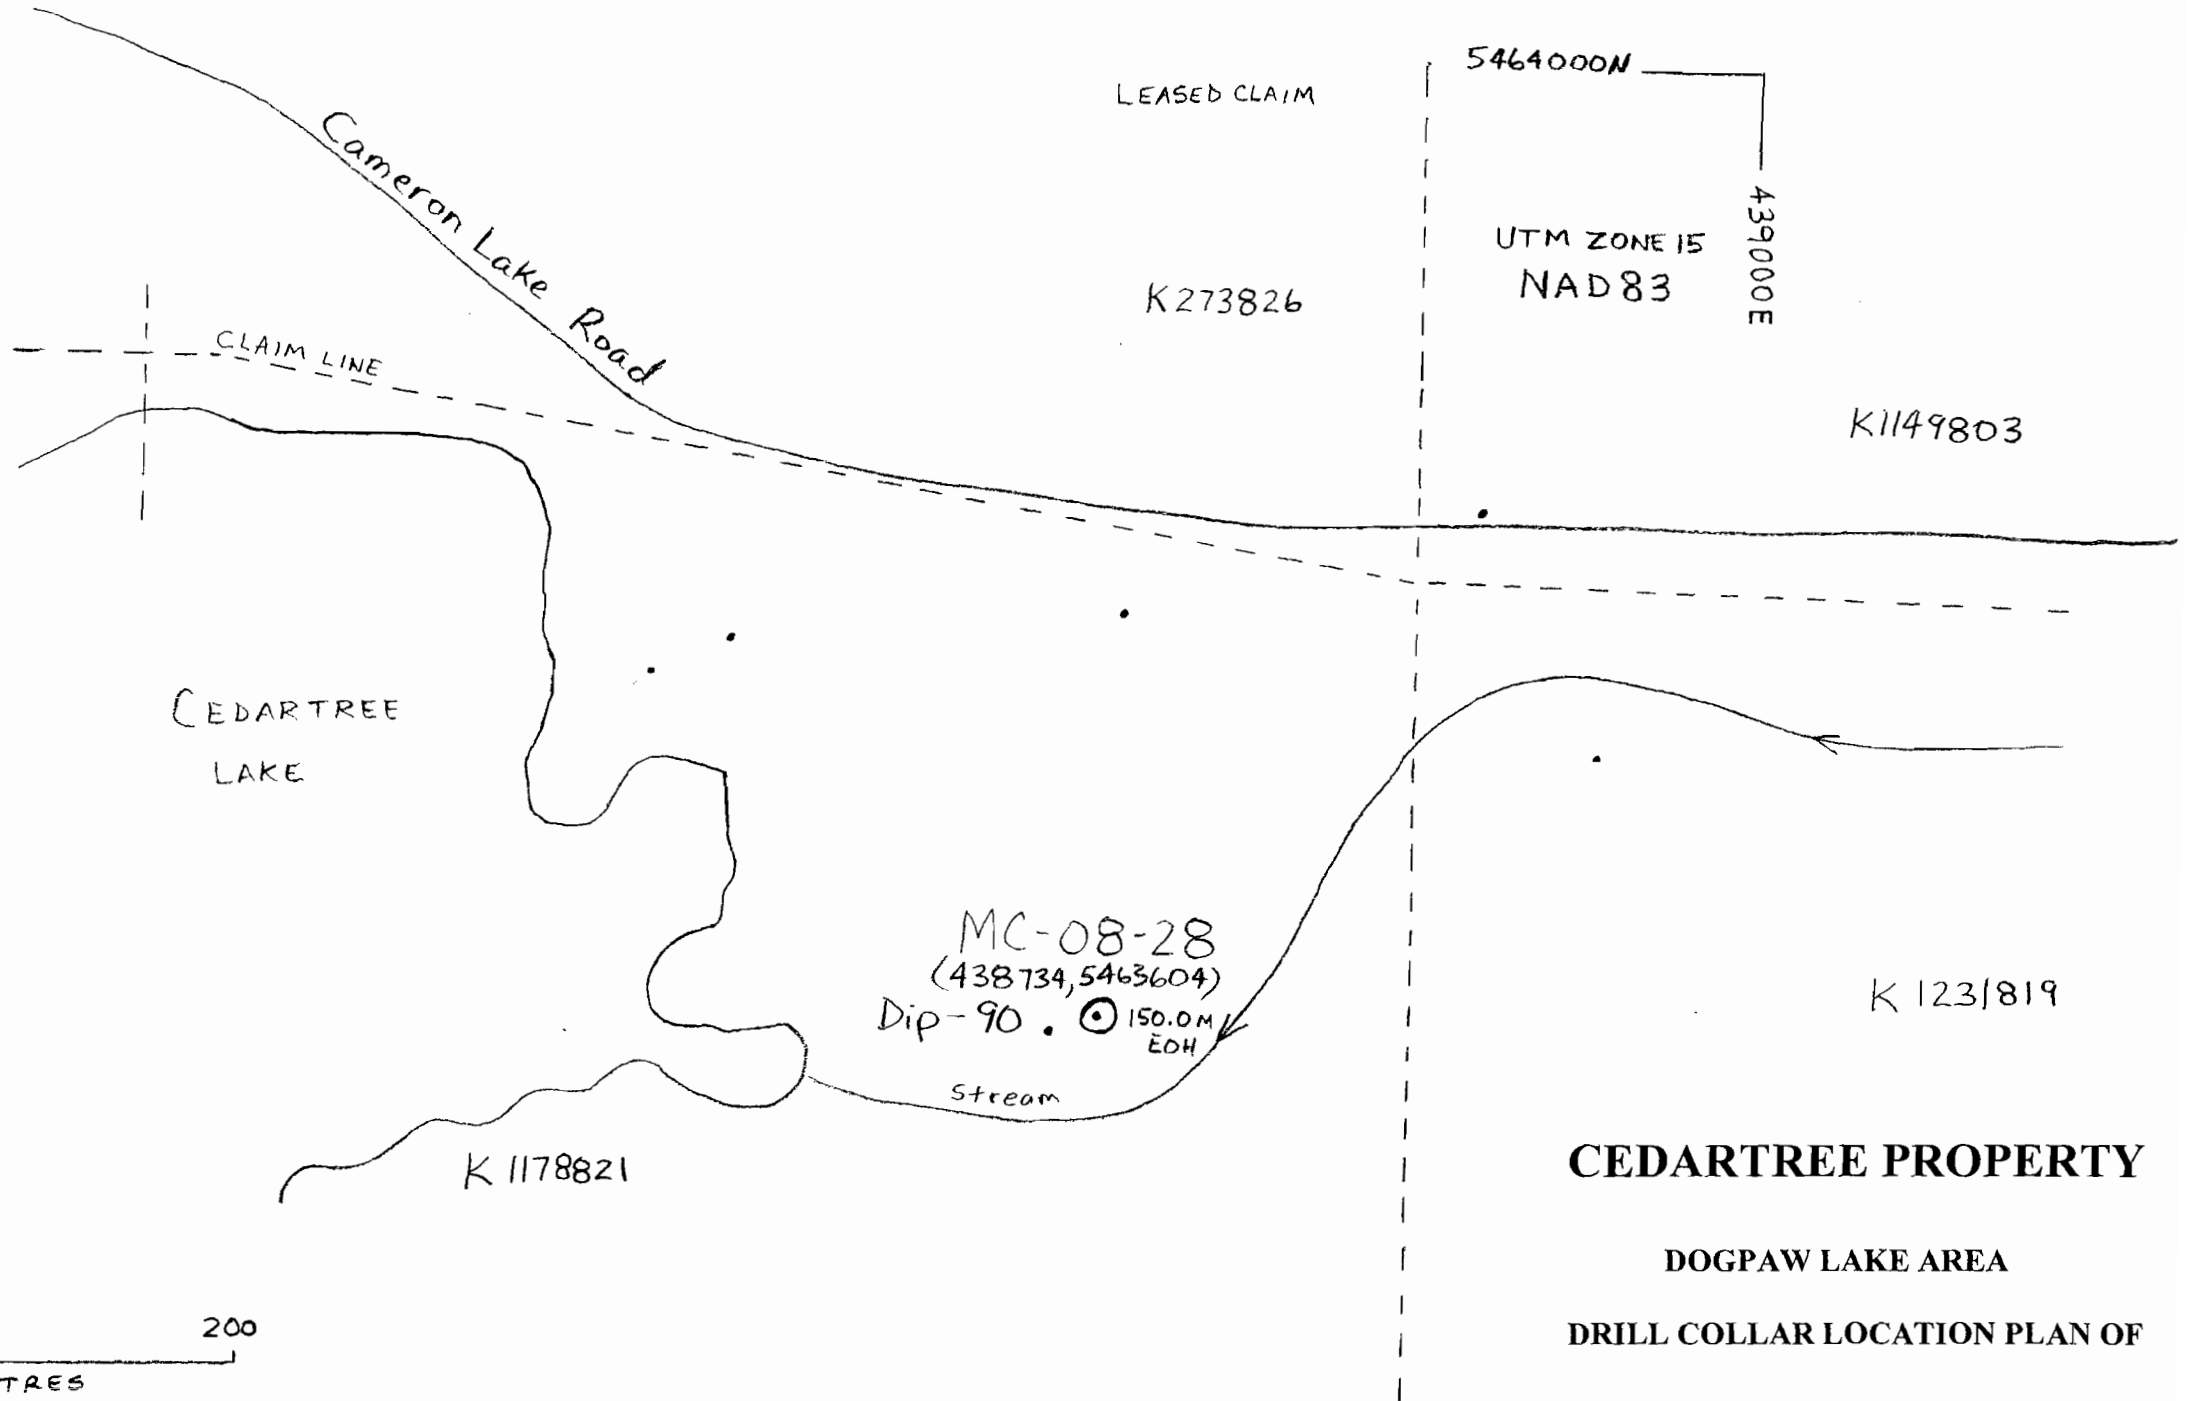 5464000N
LEASED CLAIM
Cameron Lake Road
439000E
UTM ZONE 15
NAD83
K273826
CLAIM LINE
K1149803
CEDARTREE
LAKE
MC-08-28
(438734,5463604)
Dip-90
150.0M
EOH
K 1231819
Stream
K 1178821
CEDARTREE PROPERTY
DOGPAW LAKE AREA
DRILL COLLAR LOCATION PLAN OF
200
TRES